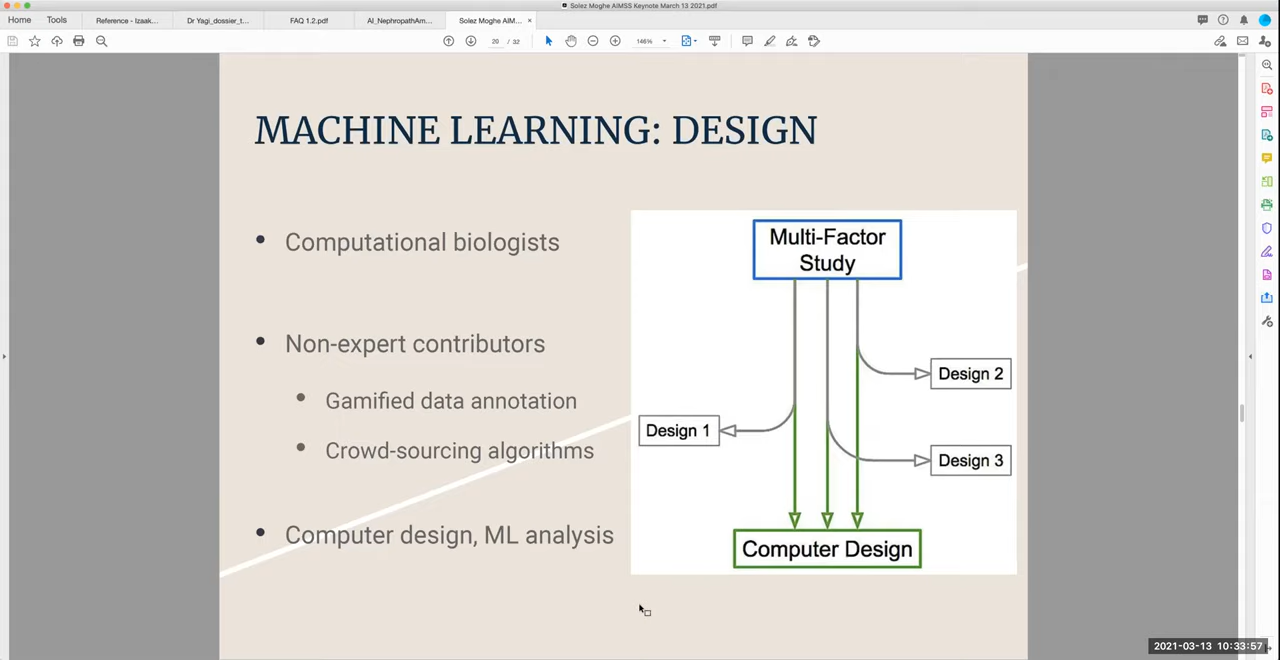 Solez Moghe AIMSS Keynote March 13 2021.pdf
Home
Tools
Reference - Izaak...
Dr Yagi_dossier_t...
FAQ 1.2.pdf
AI_NephropathAm...
Solez Moghe AIM...
20 / 32
146%
MACHINE LEARNING: DESIGN
Computational biologists
Non-expert contributors
Gamified data annotation
Crowd-sourcing algorithms
Computer design, ML analysis
Multi-Factor
Study
Design 2
Design 1
Design 3
Computer Design
2021-03-13 10:33:57